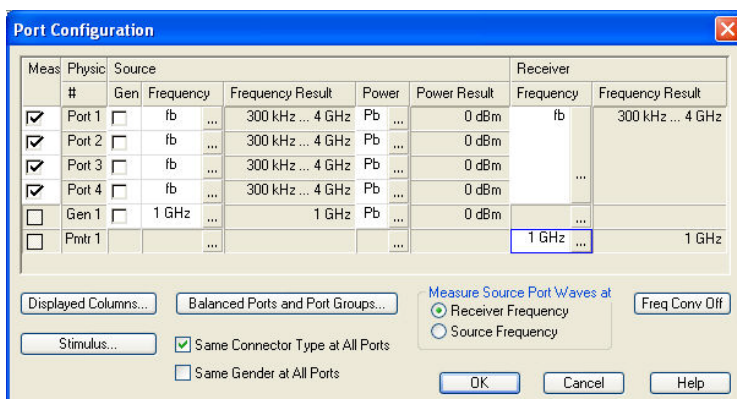 Port Configuration
Meas Physic Source Receiver
# Gen Frequency Frequency Result Power Power Result Frequency Frequency Result
Port 1 fb ... 300 kHz ... 4 GHz Pb ... 0 dBm fb 300 kHz ... 4 GHz
Port 2 fb ... 300 kHz ... 4 GHz Pb ... 0 dBm
Port 3 fb ... 300 kHz ... 4 GHz Pb ... 0 dBm ...
Port 4 fb ... 300 kHz ... 4 GHz Pb ... 0 dBm
Gen 1 1 GHz ... 1 GHz Pb ... 0 dBm ...
Pmtr 1 ... ... 1 GHz ... 1 GHz
Displayed Columns... Balanced Ports and Port Groups... Measure Source Port Waves at Freq Conv Off
Receiver Frequency
Source Frequency
Stimulus... Same Connector Type at All Ports
Same Gender at All Ports
OK Cancel Help